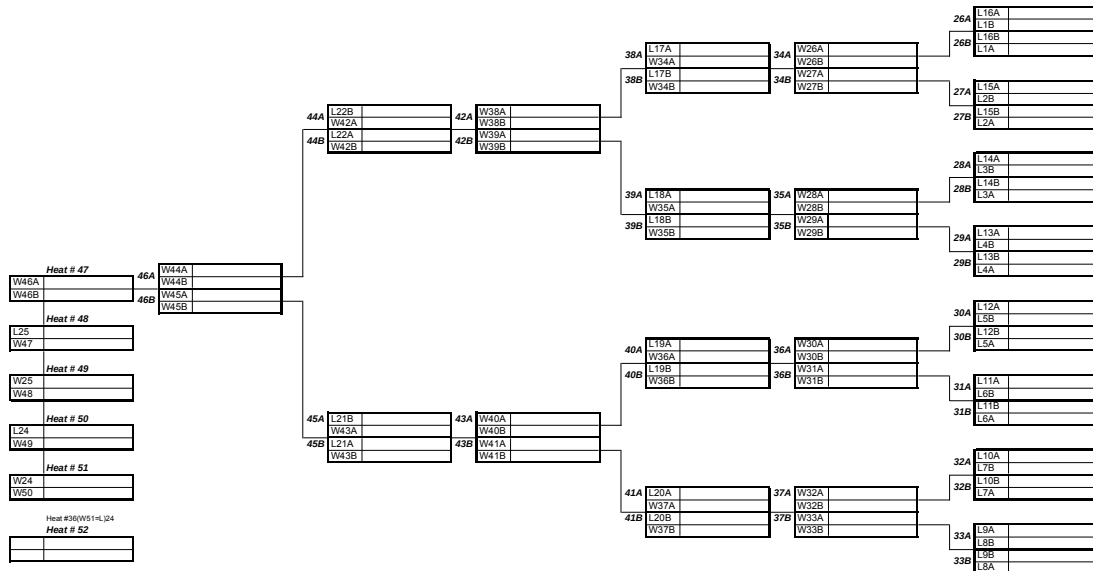 26A L16A
L1B
26B L16B
L1A
38A L17A
W34A
38B L17B
W34B
34A W26A
W26B
34B W27A
W27B
27A L15A
L2B
27B L15B
L2A
44A L22B
W42A
44B L22A
W42B
42A W38A
W38B
42B W39A
W39B
28A L14A
L3B
28B L14B
L3A
39A L18A
W35A
39B L18B
W35B
35A W28A
W28B
35B W29A
W29B
29A L13A
L4B
29B L13B
L4A
Heat # 47
W46A
W46B
46A W44A
W44B
46B W45A
W45B
Heat # 48
L25
W47
30A L12A
L5B
30B L12B
L5A
40A L19A
W36A
40B L19B
W36B
36A W30A
W30B
36B W31A
W31B
Heat # 49
W25
W48
31A L11A
L6B
31B L11B
L6A
Heat # 50
L24
W49
45A L21B
W43A
45B L21A
W43B
43A W40A
W40B
43B W41A
W41B
Heat # 51
W24
W50
32A L10A
L7B
32B L10B
L7A
41A L20A
W37A
41B L20B
W37B
37A W32A
W32B
37B W33A
W33B
Heat #36(W51=L)24
Heat # 52
33A L9A
L8B
33B L9B
L8A